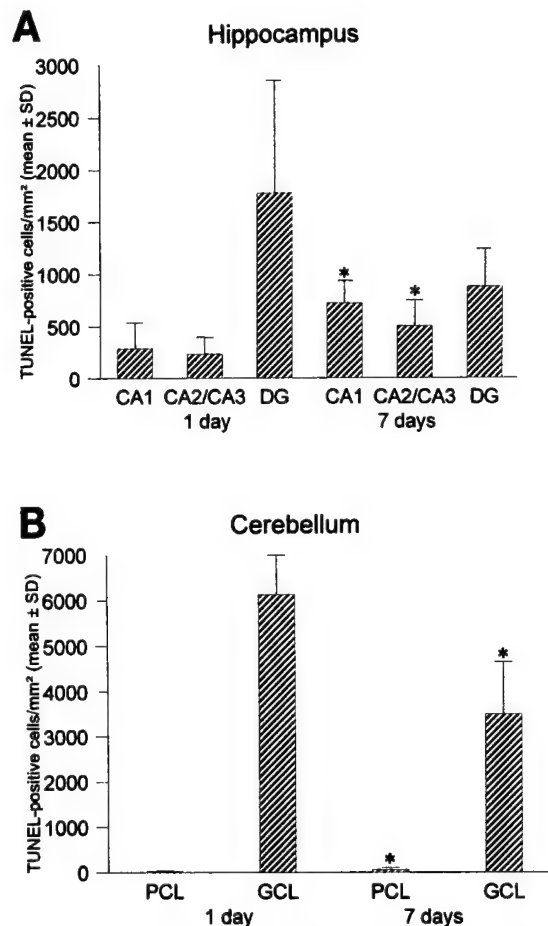 A
Hippocampus
TUNEL-positive cells/mm² (mean ± SD)
3000
2500
2000
1500
1000
500
0
* *
CA1 CA2/CA3 DG CA1 CA2/CA3 DG
1 day 7 days
B
Cerebellum
TUNEL-positive cells/mm² (mean ± SD)
7000
6000
5000
4000
3000
2000
1000
0
* *
PCL GCL PCL GCL
1 day 7 days